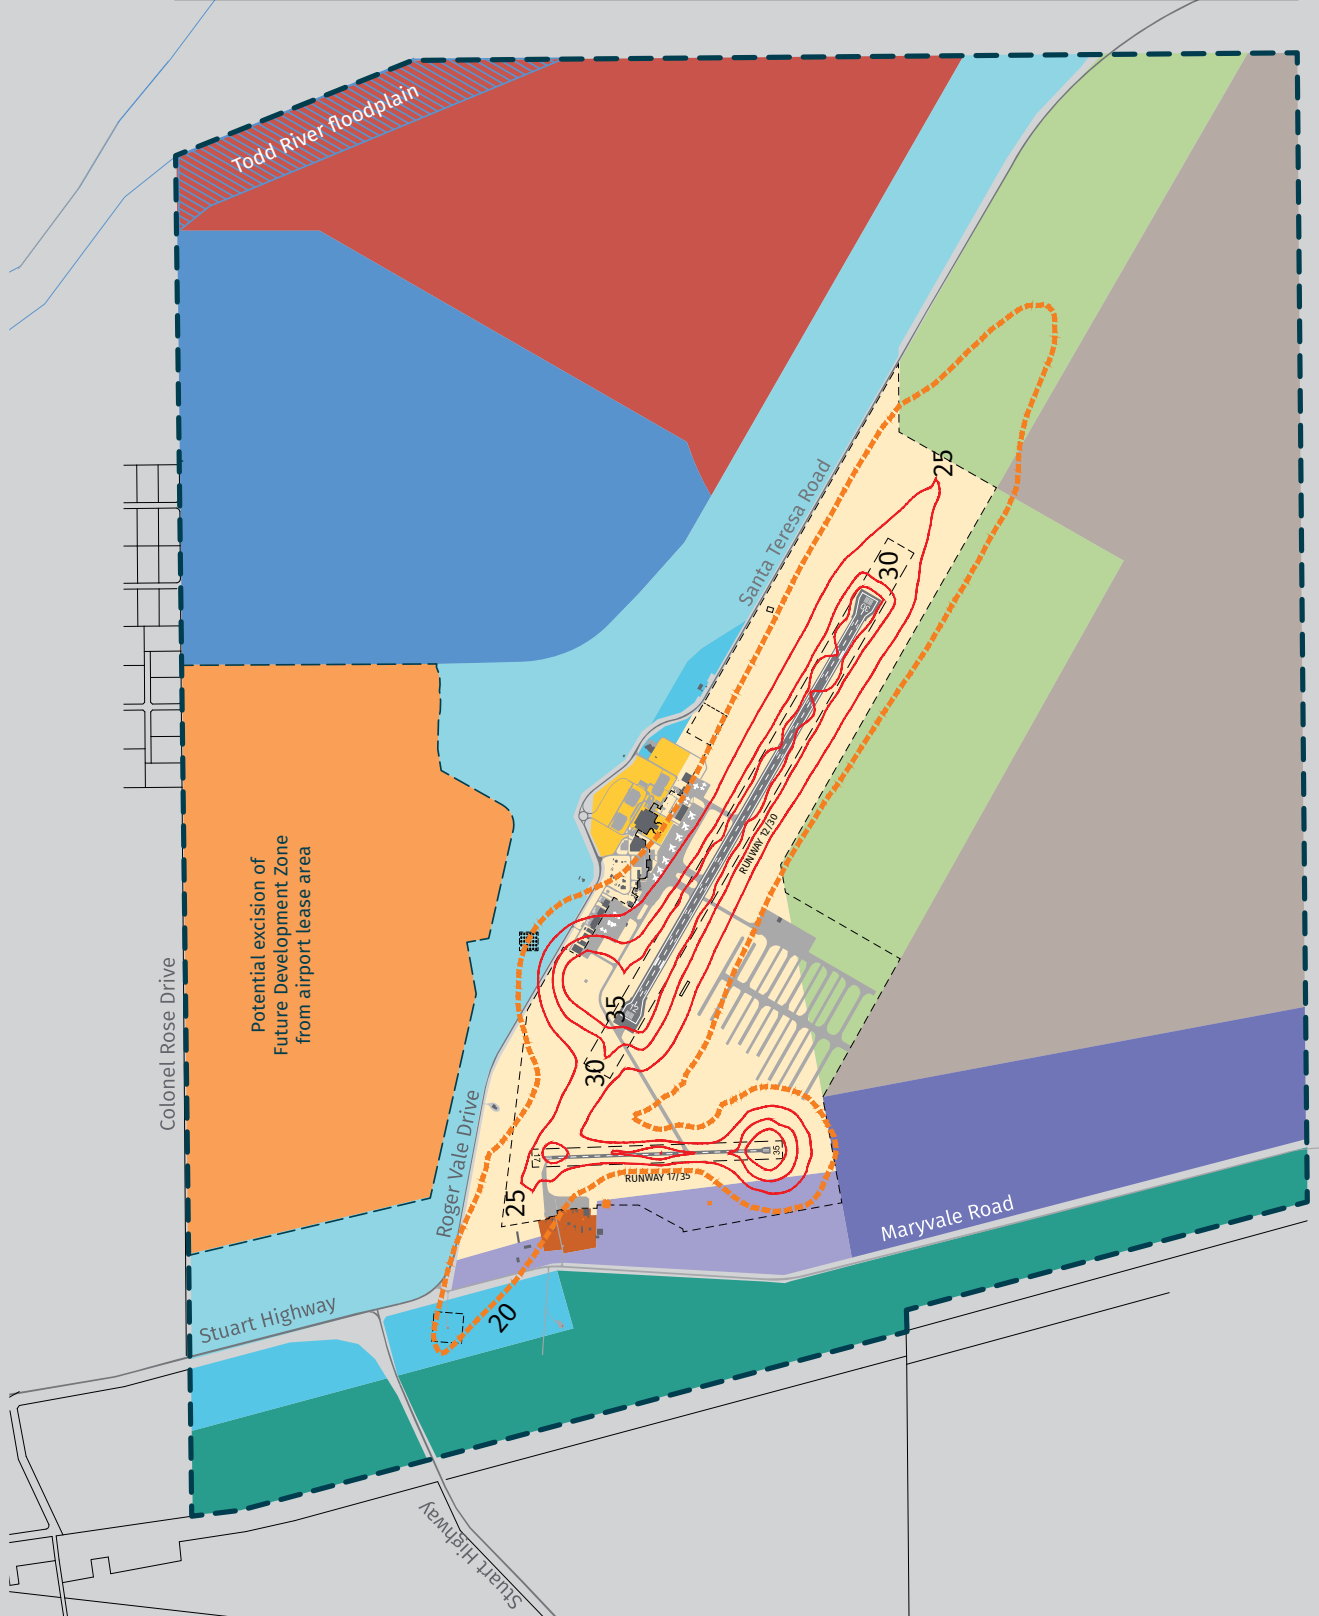 Todd River floodplain
25
Santa Teresa Road
30
RUNWAY 12/30
Potential excision of
Future Development Zone
from airport lease area
Colonel Rose Drive
35
30
Roger Vale Drive
17
35
RUNWAY 17/35
25
Maryvale Road
20
Stuart Highway
Stuart Highway